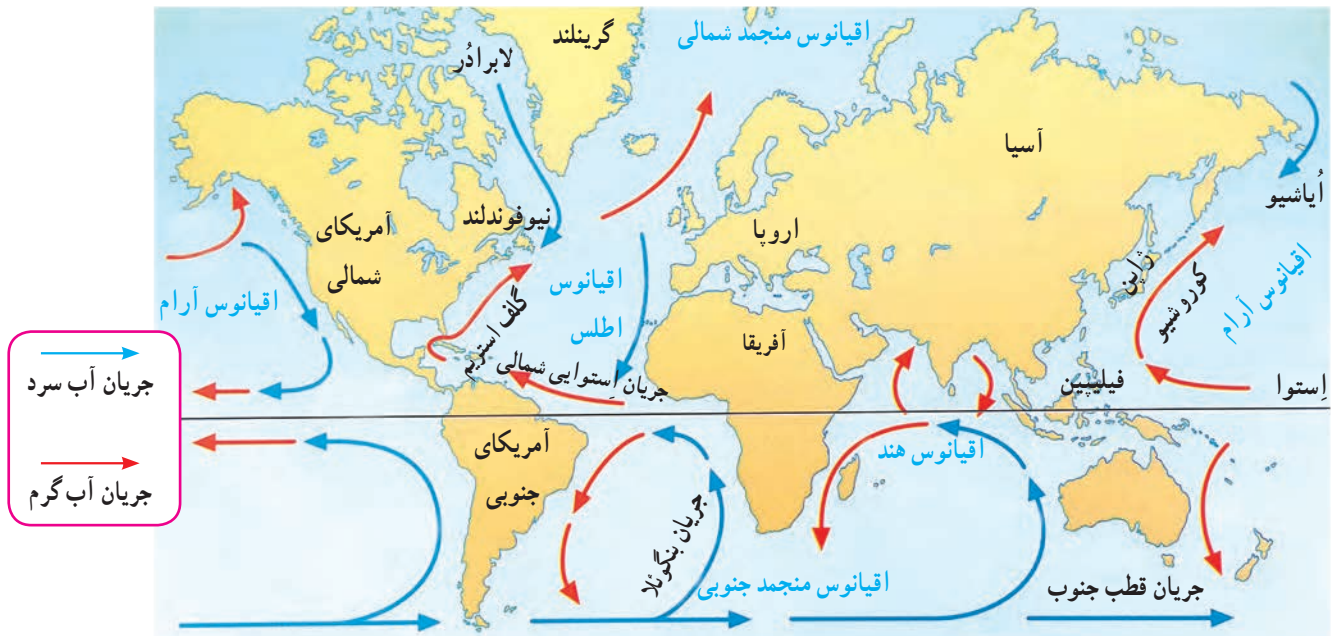 اقیانوس منجمد شمالی
گرینلند
لابرادُر
آسیا
اُیاشیو
نیوفوندلند
آمریکای
شمالی
اروپا
ژاپن
کوروشیو
اقیانوس آرام
اقیانوس
اطلس
اقیانوس آرام
گلف استریم
آفریقا
جریان اِستوایی شمالی
فیلیپین
اِستوا
جریان آب سرد
جریان آب گرم
آمریکای
جنوبی
اقیانوس هند
جریان بنگوئلا
اقیانوس منجمد جنوبی
جریان قطب جنوب